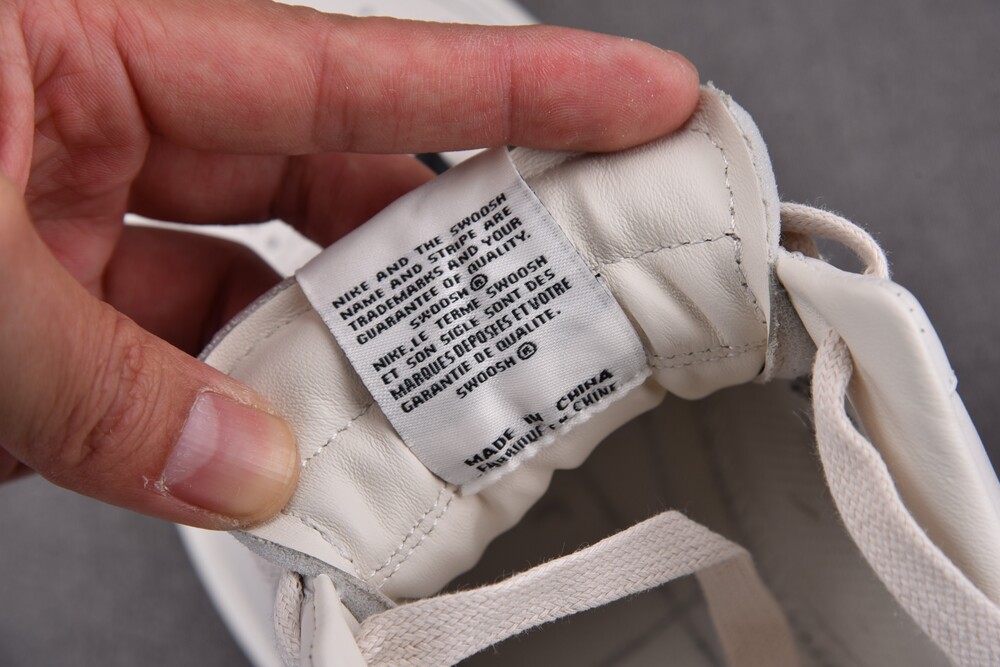 NIKE AND THE SWOOSH
NAME AND STRIPE ARE
TRADEMARKS AND YOUR
GUARANTEE OF QUALITY.
SWOOSH ®
NIKE,LE TERME SWOOSH
ET SON SIGLE SONT DES
MARQUES DEPOSEES ET VOTRE
GARANTIE DE QUALITE.
SWOOSH ®
MADE IN CHINA
CHINE